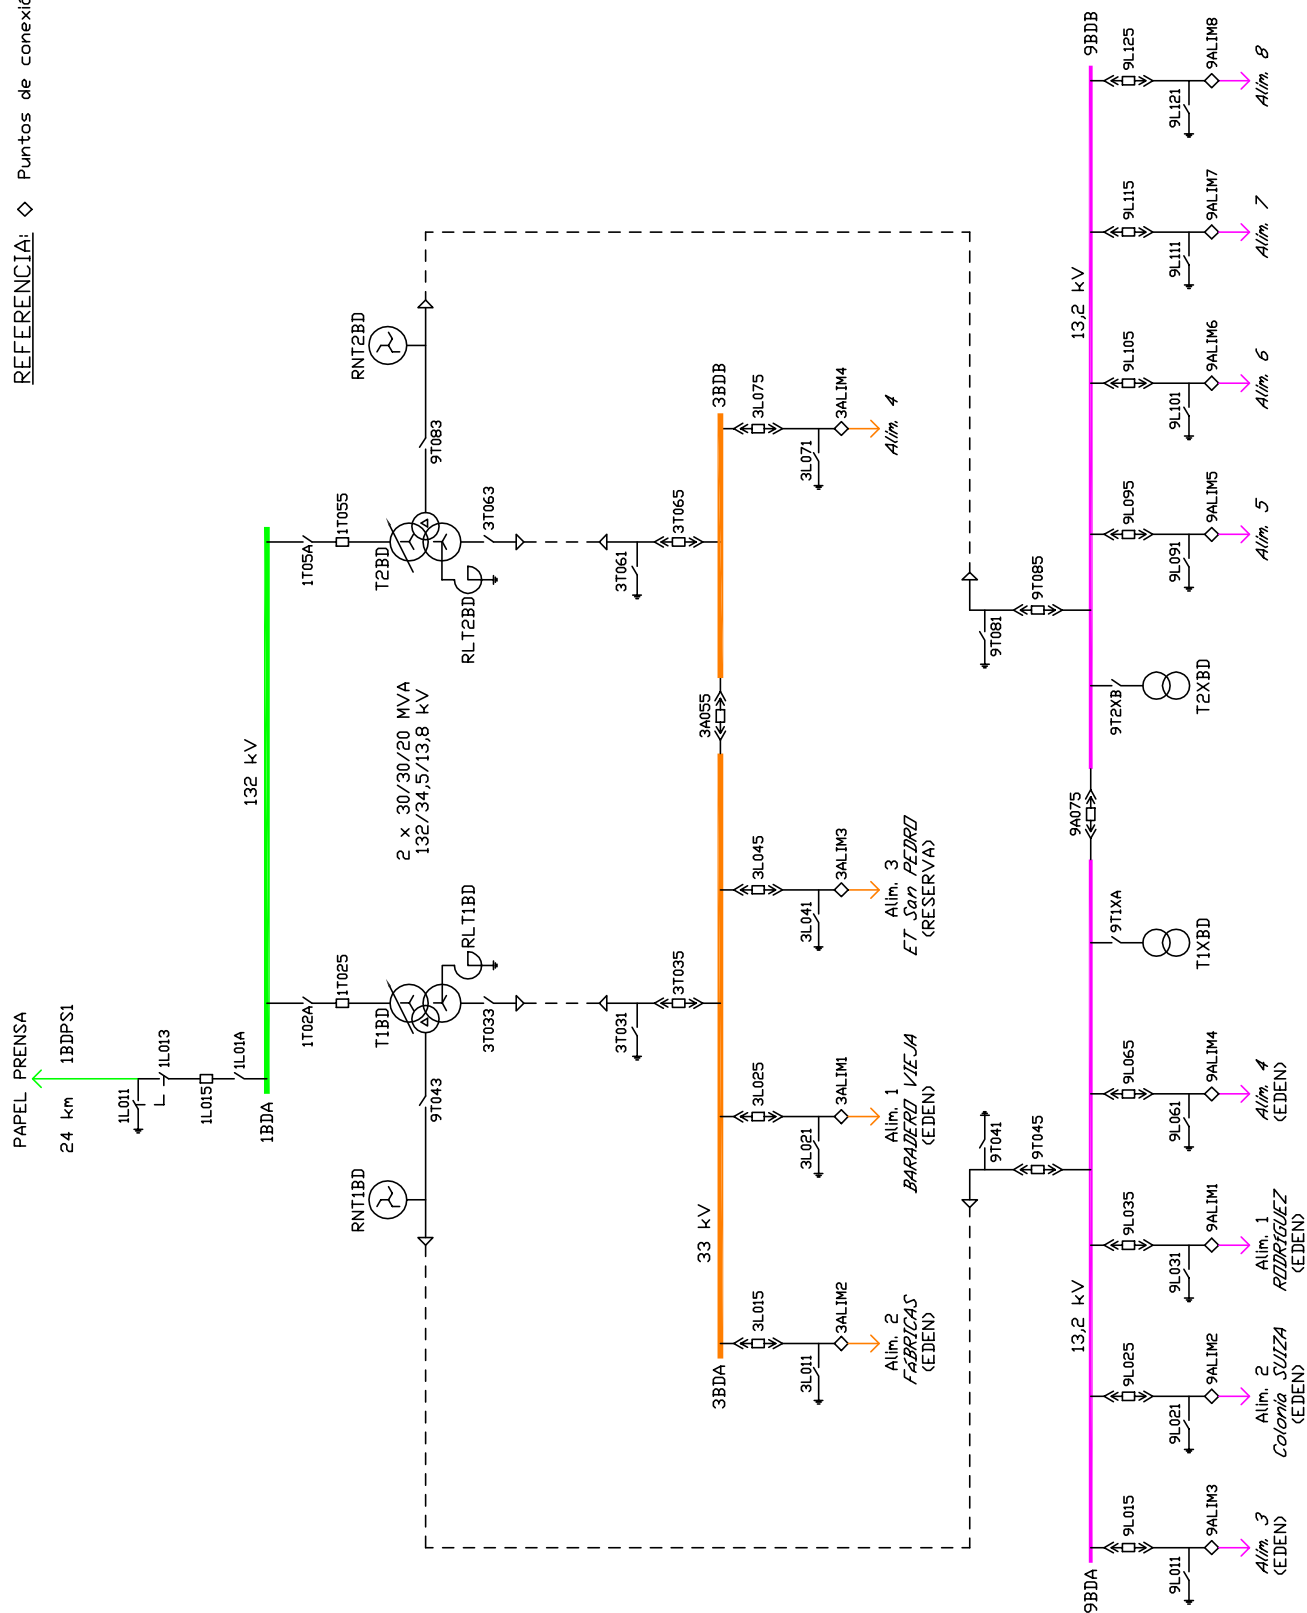 REFERENCIA: ◇ Puntos de conexió
PAPEL PRENSA
24 km 1BDPS1
1L011
1L013
1L015
1L01A
1BDA
132 kV
1T02A
1T025
1T05A
1T055
T1BD
T2BD
RLT1BD
RLT2BD
2 x 30/30/20 MVA
132/34,5/13,8 kV
RNT1BD
RNT2BD
9T043
9T083
3T033
3T063
3T031
3T035
3T061
3T065
3BDA
33 kV
3A055
3BDB
3L015
3L011
3ALIM2
Alim. 2
FABRICAS
(EDEN)
3L025
3L021
3ALIM1
Alim. 1
BARADERO VIEJA
(EDEN)
3L045
3L041
3ALIM3
Alim. 3
ET San PEDRO
(RESERVA)
3L075
3L071
3ALIM4
Alim. 4
9T041
9T045
9T081
9T085
9BDA
13,2 kV
9A075
13,2 kV
9BDB
9L015
9L011
9ALIM3
Alim. 3
(EDEN)
9L025
9L021
9ALIM2
Alim. 2
Colonia SUIZA
(EDEN)
9L035
9L031
9ALIM1
Alim. 1
RODRIGUEZ
(EDEN)
9L065
9L061
9ALIM4
Alim. 4
(EDEN)
9T1XA
T1XBD
9T2XB
T2XBD
9L095
9L091
9ALIM5
Alim. 5
9L105
9L101
9ALIM6
Alim. 6
9L115
9L111
9ALIM7
Alim. 7
9L125
9L121
9ALIM8
Alim. 8